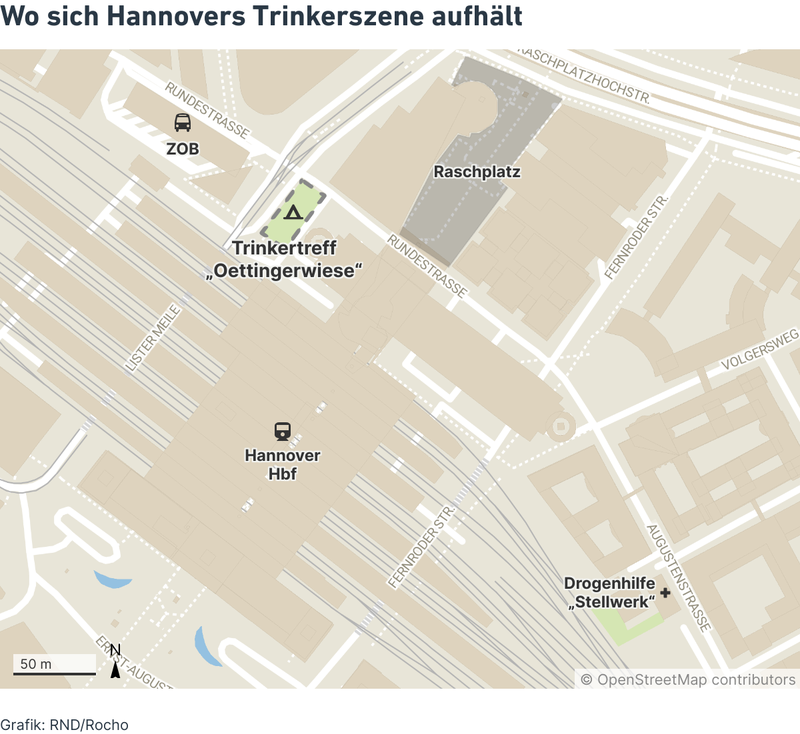 Wo sich Hannovers Trinkerszene aufhält
RASCHPLATZHOCHSTR.
RUNDESTRASSE
ZOB
Raschplatz
FERNRODER STR.
Trinkertreff
„Oettingerwiese“
RUNDESTRASSE
LISTER MEILE
VOLGERSWEG
Hannover
Hbf
FERNRODER STR.
AUGUSTENSTRASSE
Drogenhilfe
„Stellwerk“
ERNST-AUGUST
N
50 m
© OpenStreetMap contributors
Grafik: RND/Rocho